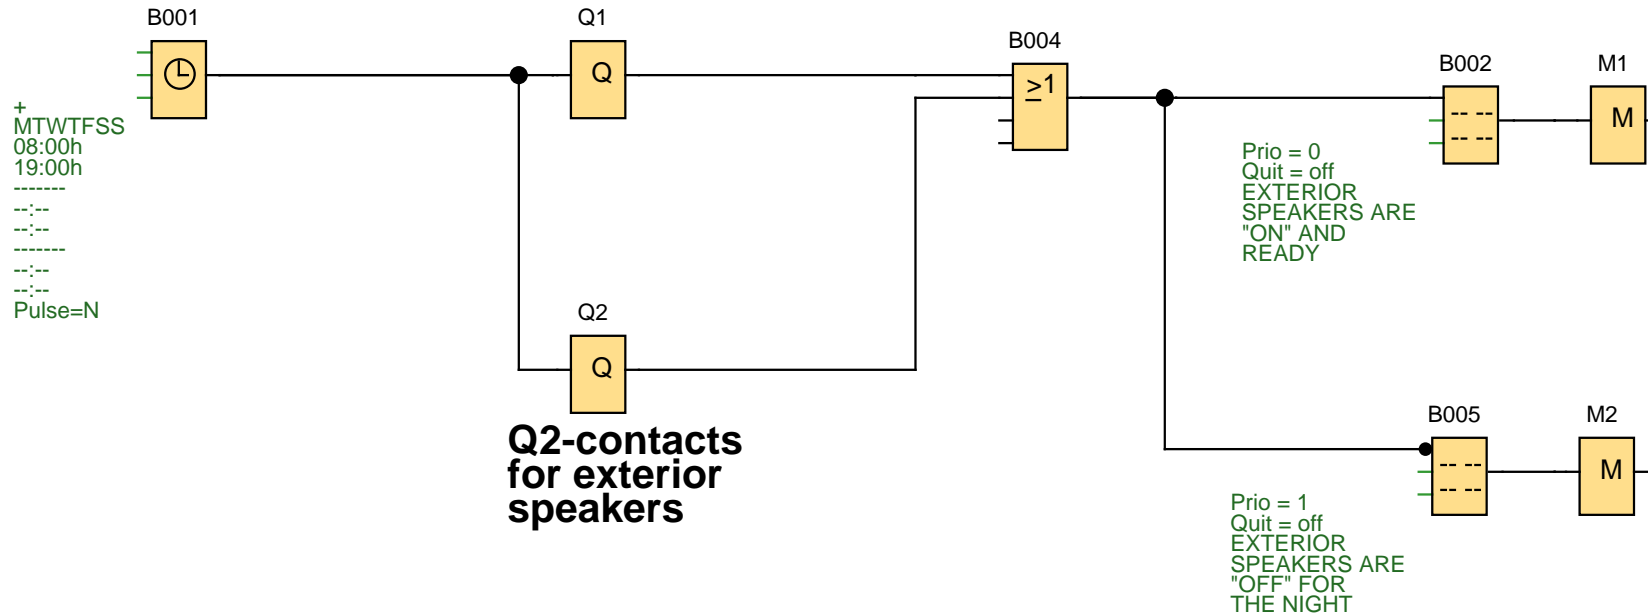 B001
Q1
B004
B002
M1
Q
≥1
-- --
-- --
M
+
MTWTFSS
08:00h
19:00h
-------
--:--
--:--
-------
--:--
--:--
Pulse=N
Prio = 0
Quit = off
EXTERIOR
SPEAKERS ARE
"ON" AND
READY
Q2
Q
Q2-contacts
for exterior
speakers
B005
M2
-- --
-- --
M
Prio = 1
Quit = off
EXTERIOR
SPEAKERS ARE
"OFF" FOR
THE NIGHT